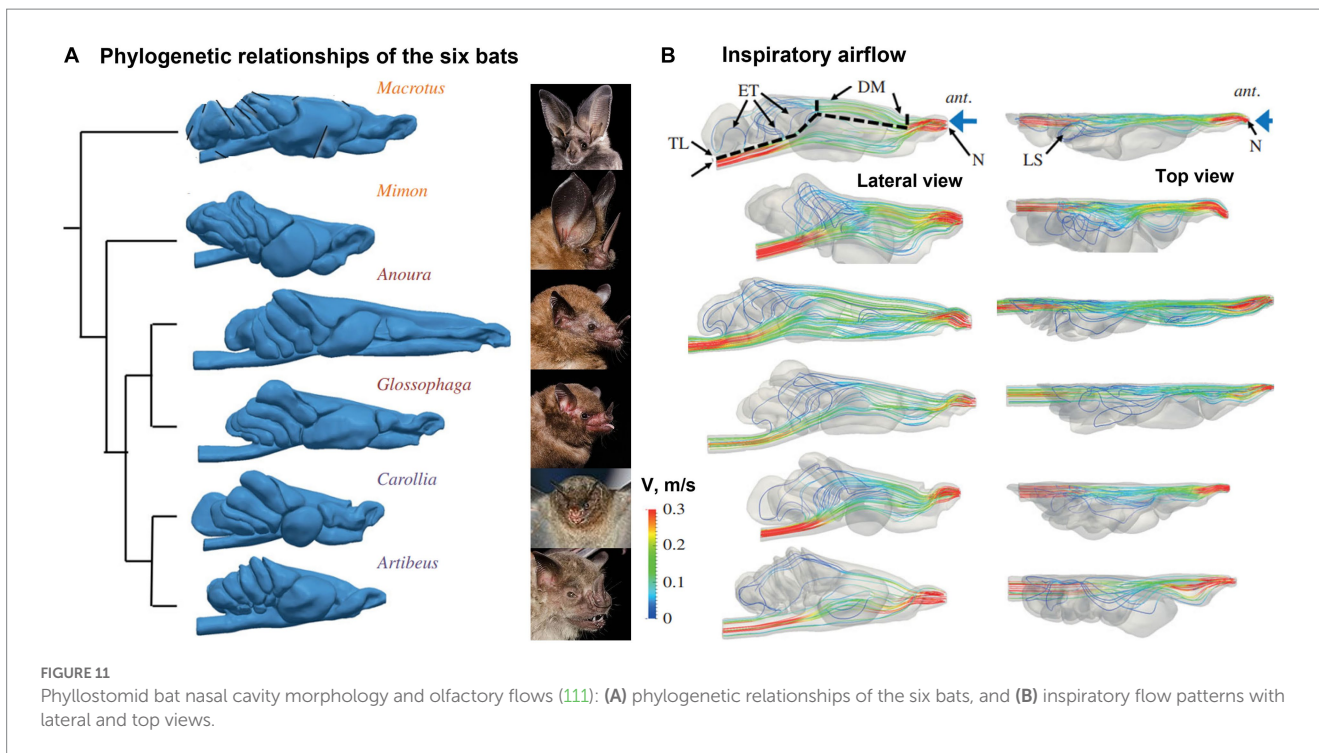 A Phylogenetic relationships of the six bats
Macrotus
Mimon
Anoura
Glossophaga
Carollia
Artibeus
V, m/s
0.3
0.2
0.1
0
B Inspiratory airflow
ET
DM
ant.
TL
N
Lateral view
ant.
LS
N
Top view
FIGURE 11
Phyllostomid bat nasal cavity morphology and olfactory flows (111): (A) phylogenetic relationships of the six bats, and (B) inspiratory flow patterns with
lateral and top views.